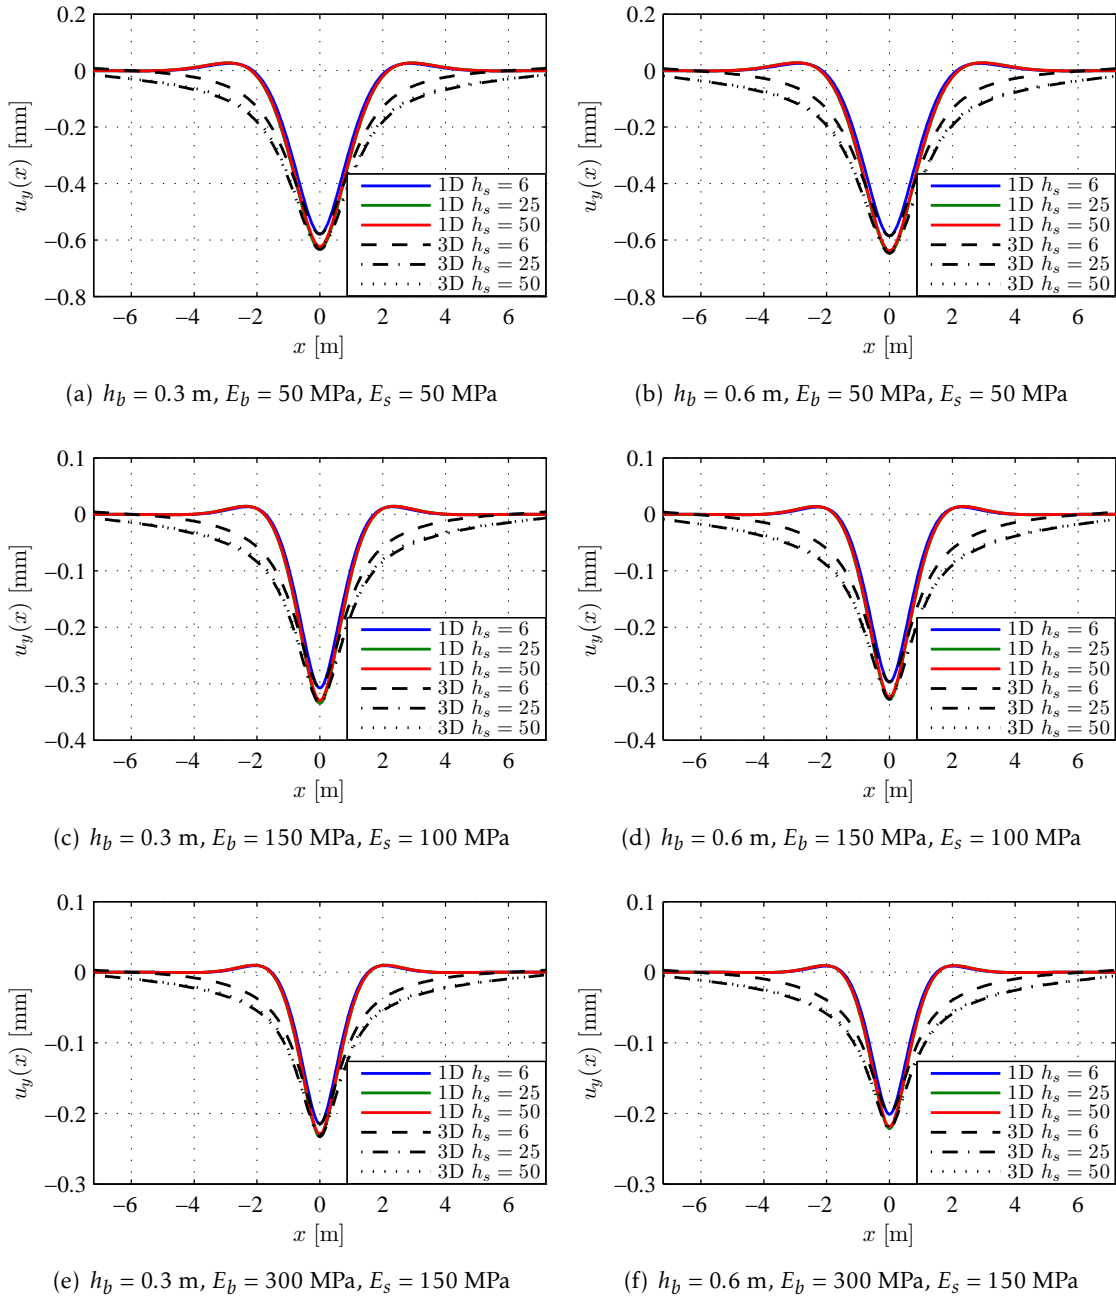 0.2
0
−0.2
−0.4
−0.6
−0.8
u_y(x) [mm]
1D h_s = 6
1D h_s = 25
1D h_s = 50
3D h_s = 6
3D h_s = 25
3D h_s = 50
−6 −4 −2 0 2 4 6
x [m]
(a) h_b = 0.3 m, E_b = 50 MPa, E_s = 50 MPa
0.2
0
−0.2
−0.4
−0.6
−0.8
u_y(x) [mm]
1D h_s = 6
1D h_s = 25
1D h_s = 50
3D h_s = 6
3D h_s = 25
3D h_s = 50
−6 −4 −2 0 2 4 6
x [m]
(b) h_b = 0.6 m, E_b = 50 MPa, E_s = 50 MPa
0.1
0
−0.1
−0.2
−0.3
−0.4
u_y(x) [mm]
1D h_s = 6
1D h_s = 25
1D h_s = 50
3D h_s = 6
3D h_s = 25
3D h_s = 50
−6 −4 −2 0 2 4 6
x [m]
(c) h_b = 0.3 m, E_b = 150 MPa, E_s = 100 MPa
0.1
0
−0.1
−0.2
−0.3
−0.4
u_y(x) [mm]
1D h_s = 6
1D h_s = 25
1D h_s = 50
3D h_s = 6
3D h_s = 25
3D h_s = 50
−6 −4 −2 0 2 4 6
x [m]
(d) h_b = 0.6 m, E_b = 150 MPa, E_s = 100 MPa
0.1
0
−0.1
−0.2
−0.3
u_y(x) [mm]
1D h_s = 6
1D h_s = 25
1D h_s = 50
3D h_s = 6
3D h_s = 25
3D h_s = 50
−6 −4 −2 0 2 4 6
x [m]
(e) h_b = 0.3 m, E_b = 300 MPa, E_s = 150 MPa
0.1
0
−0.1
−0.2
−0.3
u_y(x) [mm]
1D h_s = 6
1D h_s = 25
1D h_s = 50
3D h_s = 6
3D h_s = 25
3D h_s = 50
−6 −4 −2 0 2 4 6
x [m]
(f) h_b = 0.6 m, E_b = 300 MPa, E_s = 150 MPa